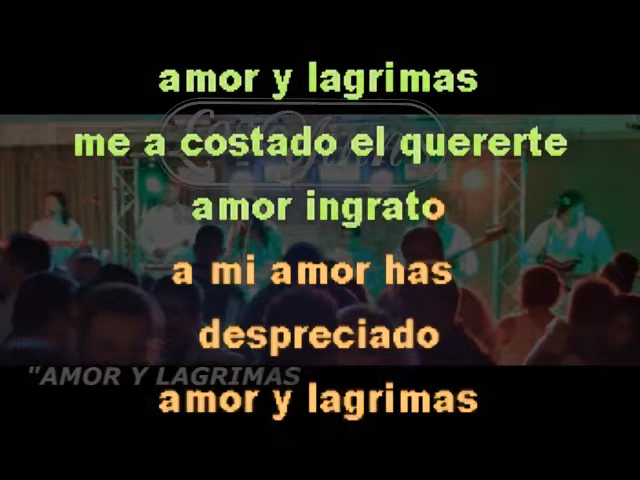 amor y lagrimas
me a costado el quererte
amor ingrato
a mi amor has
despreciado
"AMOR Y LAGRIMAS
amor y lagrimas